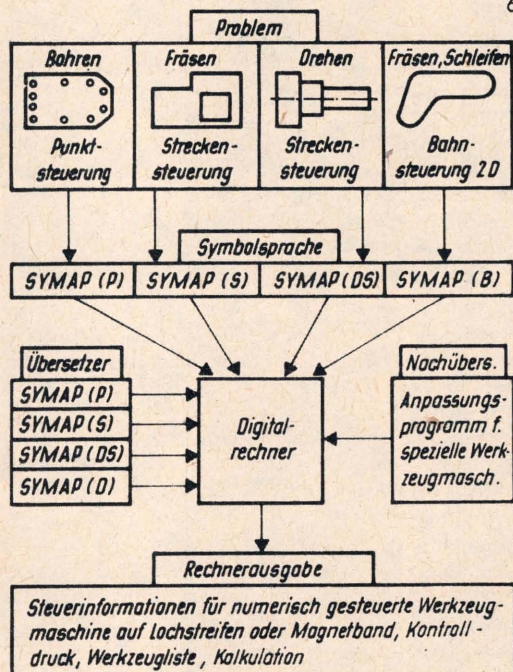 Problem
Bohren
Fräsen
Drehen
Fräsen, Schleifen
Punkt-
steuerung
Strecken-
steuerung
Strecken-
steuerung
Bahn-
steuerung 2D
Symbolsprache
SYMAP (P)
SYMAP (S)
SYMAP (DS)
SYMAP (B)
Übersetzer
SYMAP (P)
SYMAP (S)
SYMAP (DS)
SYMAP (D)
Digital-
rechner
Nachübers.
Anpassungs-
programm f.
spezielle Werk-
zeugmasch.
Rechnerausgabe
Steuerinformationen für numerisch gesteuerte Werkzeug-
maschine auf Lochstreifen oder Magnetband, Kontroll-
druck, Werkzeugliste, Kalkulation